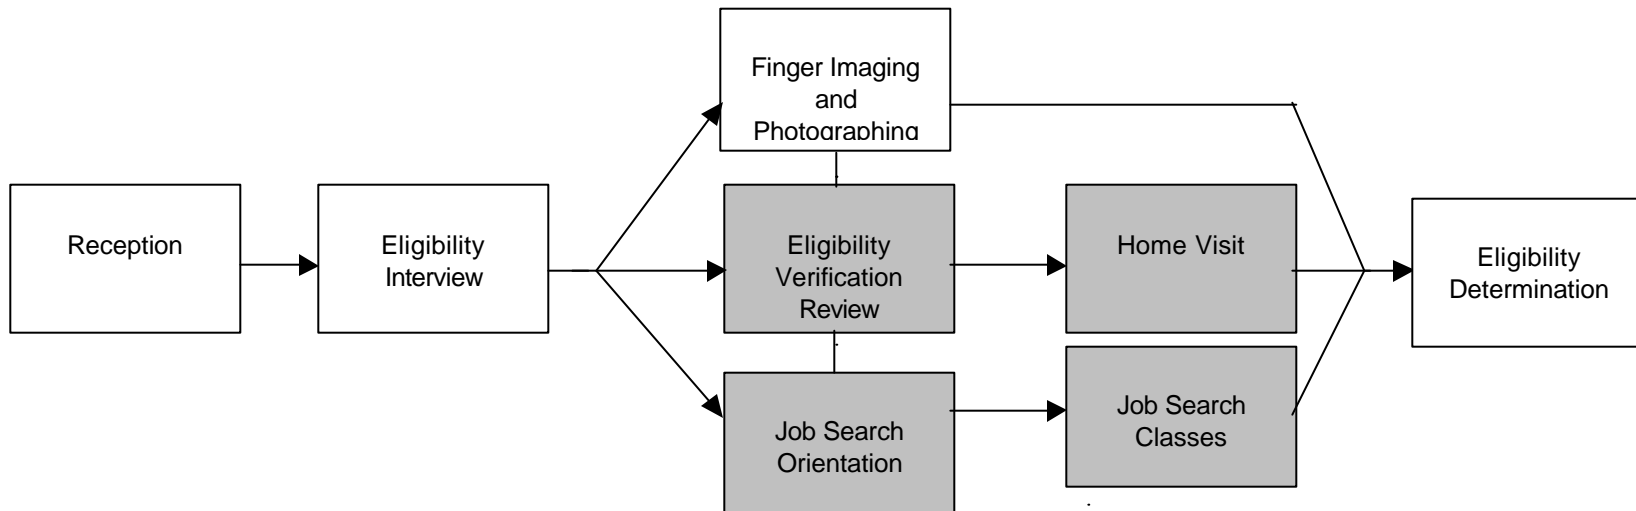 Reception
Eligibility
Interview
Finger Imaging
and
Photographing
Eligibility
Verification
Review
Job Search
Orientation
Home Visit
Job Search
Classes
Eligibility
Determination